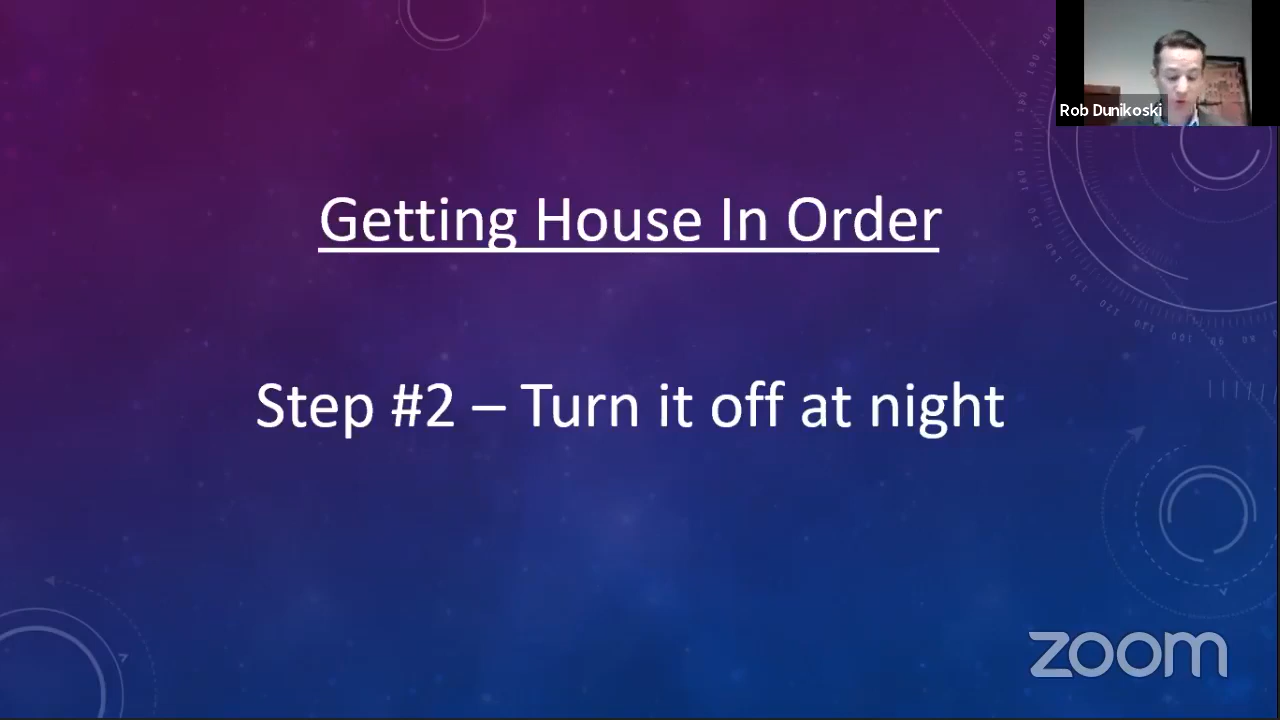 Rob Dunikoski
Getting House In Order
Step #2 – Turn it off at night
zoom